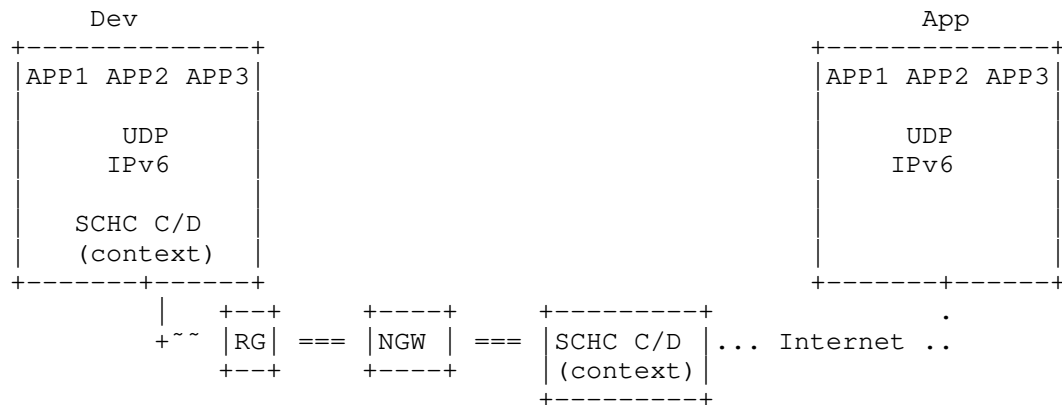 Dev App
APP1 APP2 APP3 APP1 APP2 APP3
UDP UDP
IPv6 IPv6
SCHC C/D
(context)
+~~ |RG| === |NGW | === |SCHC C/D |... Internet ..
(context)